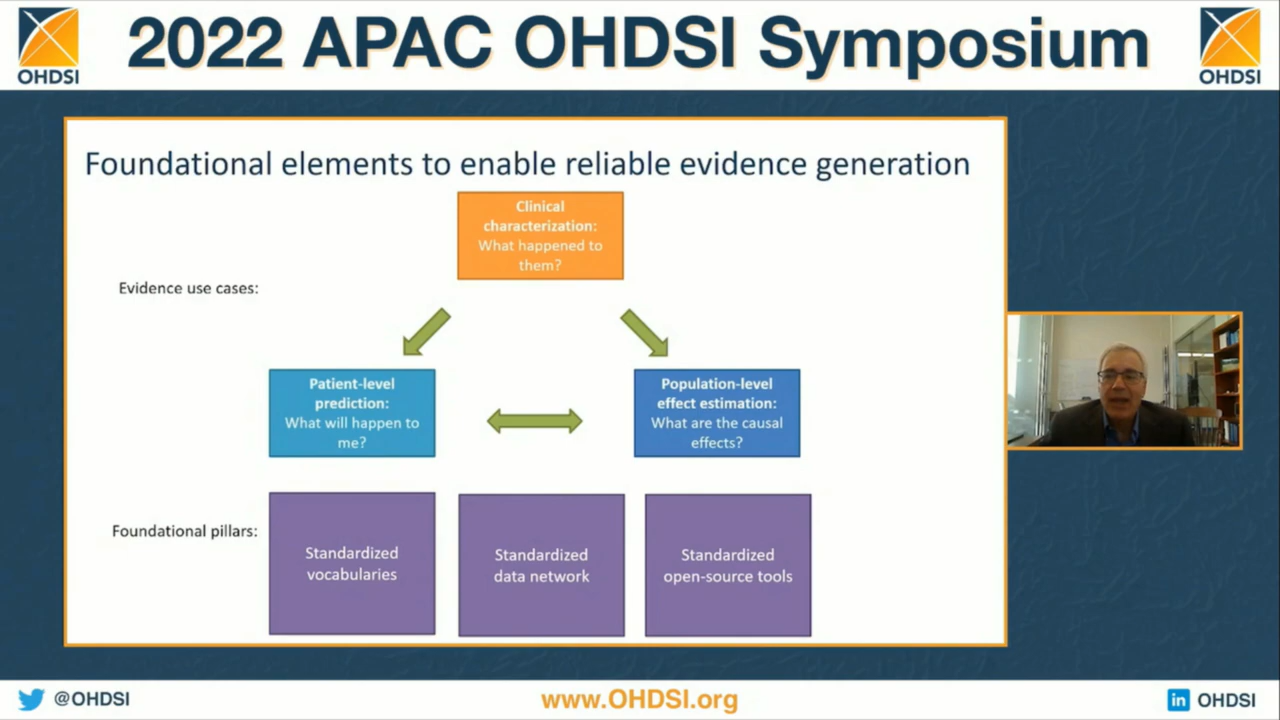 2022 APAC OHDSI Symposium
OHDSI
OHDSI
Foundational elements to enable reliable evidence generation
Clinical
characterization:
What happened to
them?
Evidence use cases:
Patient-level
prediction:
What will happen to
me?
Population-level
effect estimation:
What are the causal
effects?
Foundational pillars:
Standardized
vocabularies
Standardized
data network
Standardized
open-source tools
@OHDSI
www.OHDSI.org
in OHDSI